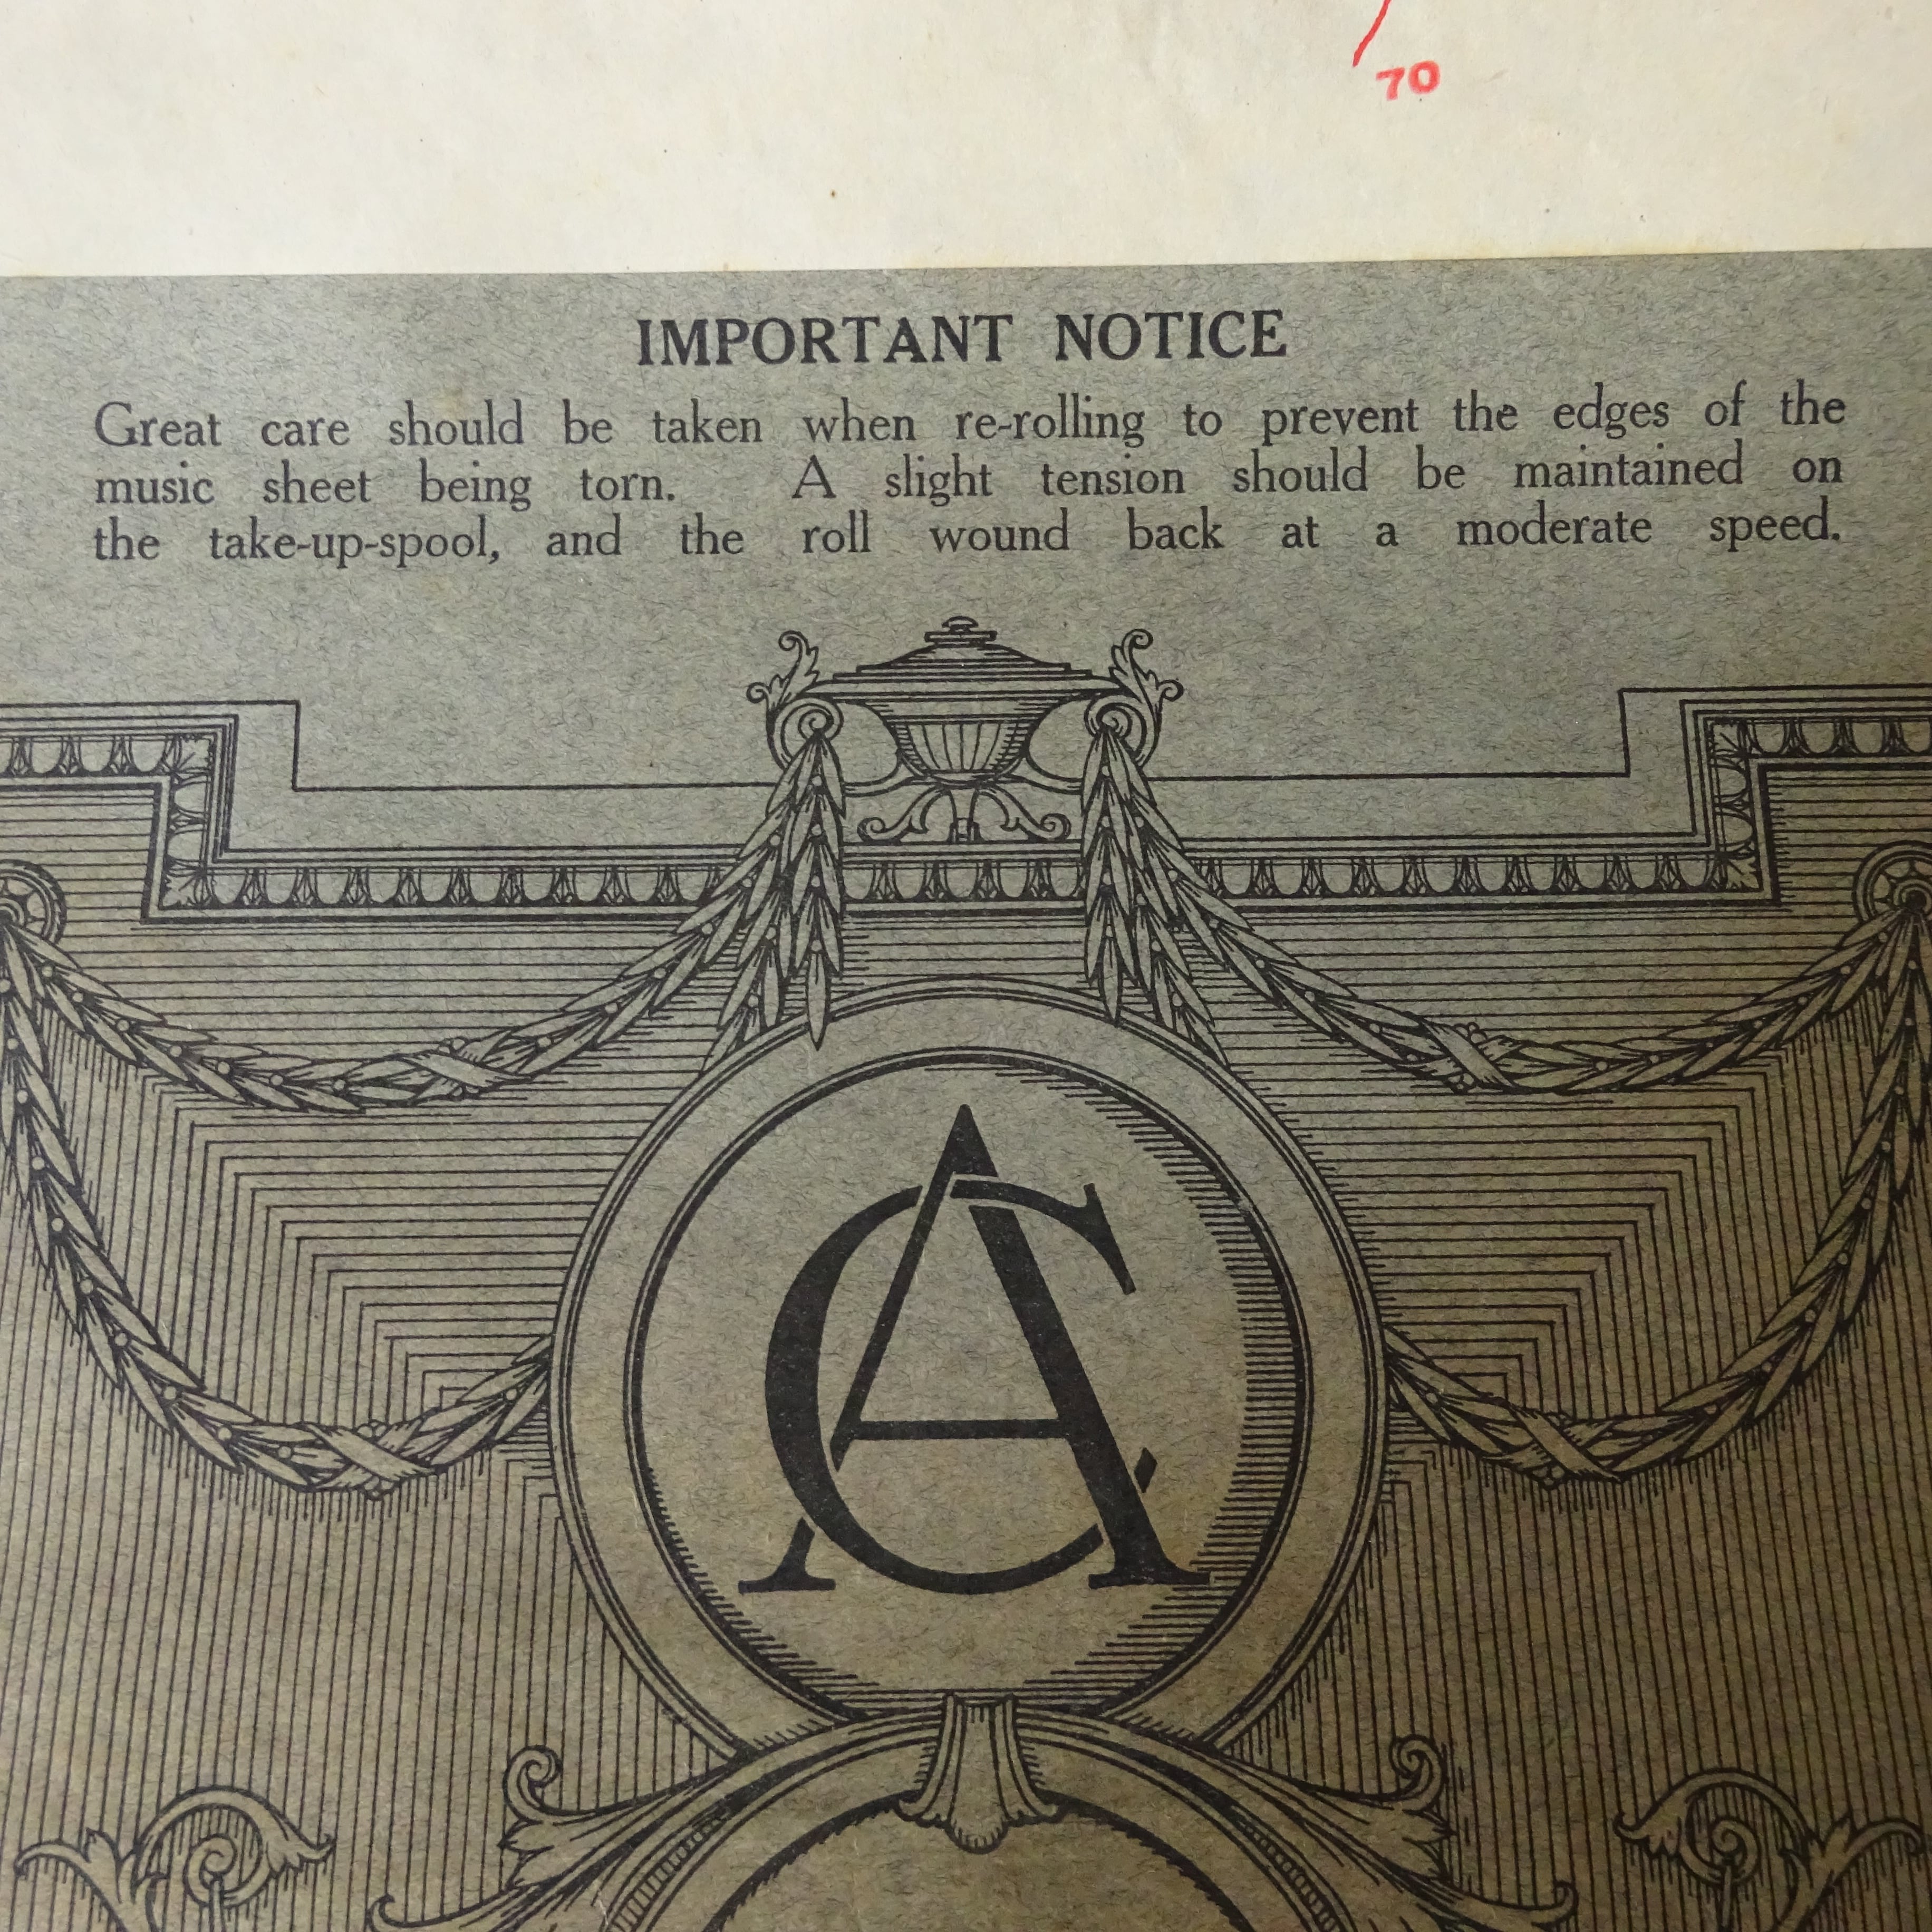 70
IMPORTANT NOTICE
Great care should be taken when re-rolling to prevent the edges of the
music sheet being torn. A slight tension should be maintained on
the take-up-spool, and the roll wound back at a moderate speed.
AC